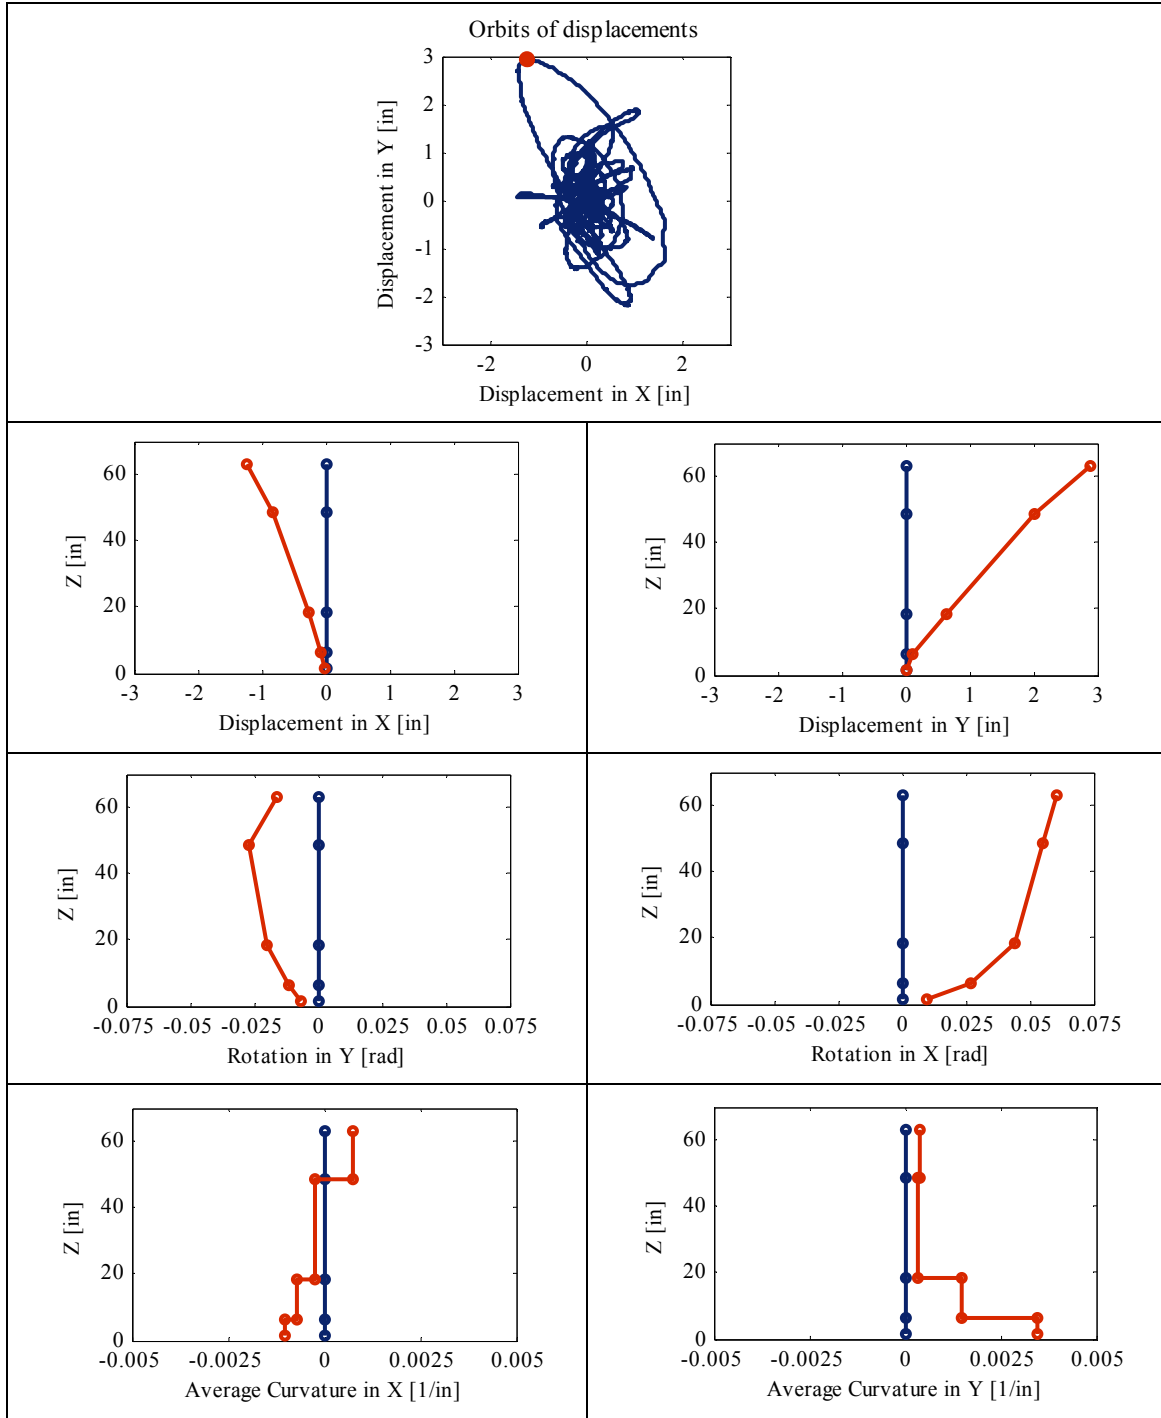 Orbits of displacements
3
2
1
0
-1
-2
-3
Displacement in Y [in]
-2 0 2
Displacement in X [in]
60
40
20
0
Z [in]
-3 -2 -1 0 1 2 3
Displacement in X [in]
60
40
20
0
Z [in]
-3 -2 -1 0 1 2 3
Displacement in Y [in]
60
40
20
0
Z [in]
-0.075 -0.05 -0.025 0 0.025 0.05 0.075
Rotation in Y [rad]
60
40
20
0
Z [in]
-0.075 -0.05 -0.025 0 0.025 0.05 0.075
Rotation in X [rad]
60
40
20
0
Z [in]
-0.005 -0.0025 0 0.0025 0.005
Average Curvature in X [1/in]
60
40
20
0
Z [in]
-0.005 -0.0025 0 0.0025 0.005
Average Curvature in Y [1/in]